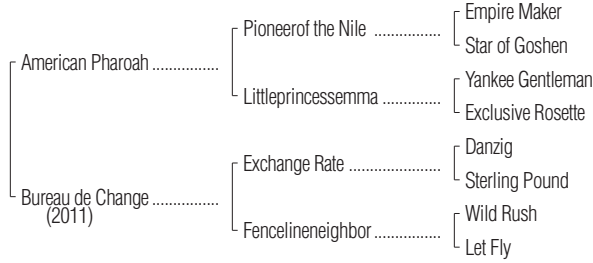 Empire Maker
Pioneerof the Nile ................
Star of Goshen
American Pharoah ................
Yankee Gentleman
Littleprincessemma ..............
Exclusive Rosette
Danzig
Exchange Rate ......................
Sterling Pound
Bureau de Change ................
(2011)
Wild Rush
Fencelineneighbor ................
Let Fly